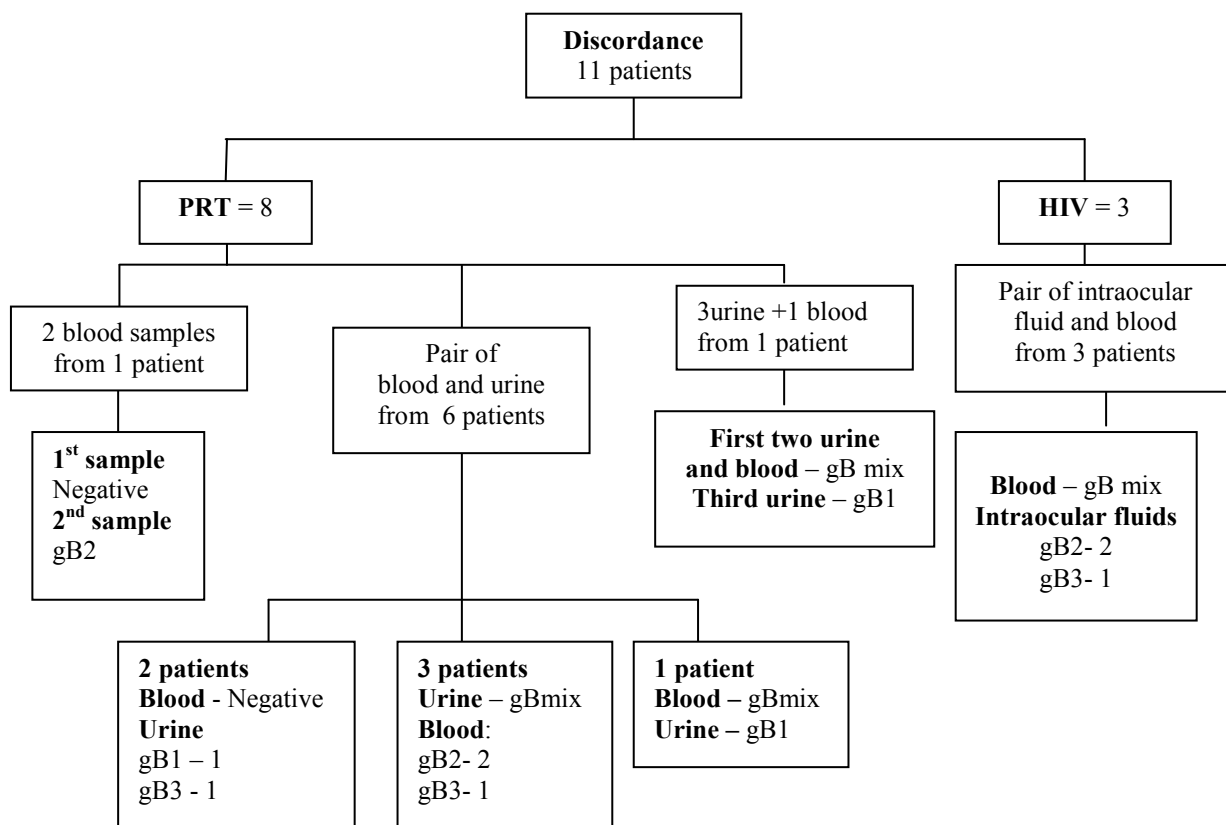 Discordance
11 patients
PRT = 8
HIV = 3
2 blood samples
from 1 patient
Pair of
blood and urine
from 6 patients
3urine +1 blood
from 1 patient
Pair of intraocular
fluid and blood
from 3 patients
1st sample
Negative
2nd sample
gB2
First two urine
and blood – gB mix
Third urine – gB1
Blood – gB mix
Intraocular fluids
gB2- 2
gB3- 1
2 patients
Blood - Negative
Urine
gB1 – 1
gB3 - 1
3 patients
Urine – gBmix
Blood:
gB2- 2
gB3- 1
1 patient
Blood – gBmix
Urine – gB1